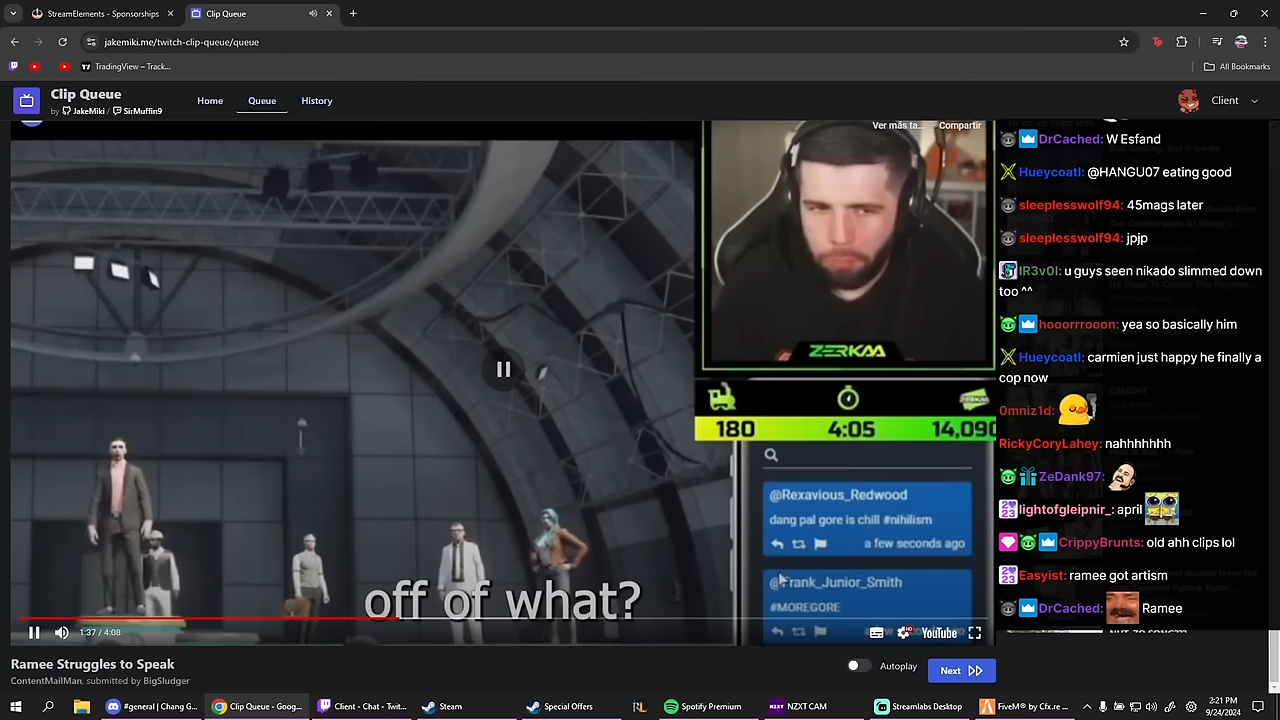 StreamElements - Sponsorships
Clip Queue
jakemiki.me/twitch-clip-queue/queue
TradingView – Track...
All Bookmarks
Clip Queue
by JakeMiki / SirMuffin9
Home
Queue
History
Client
Ver más ta...
Compartir
DrCached: W Esfand
Hueycoatl: @HANGU07 eating good
sleeplesswolf94: 45mags later
sleeplesswolf94: jpjp
IR3v0I: u guys seen nikado slimmed down
too ^^
hooorrrooon: yea so basically him
Hueycoatl: carmien just happy he finally a
cop now
0mniz1d:
RickyCoryLahey: nahhhhhhh
ZeDank97:
lightofgleipnir_: april
CrippyBrunts: old ahh clips lol
Easyist: ramee got artism
DrCached: Ramee
ZERKAA
180
4:05
14,090
@Rexavious_Redwood
dang pal gore is chill #nihilism
a few seconds ago
@Frank_Junior_Smith
#MOREGORE
off of what?
1:37 / 4:08
YouTube
Ramee Struggles to Speak
ContentMailMan, submitted by BigSludger
Autoplay
Next
#general | Chang G...
Clip Queue - Goog...
Client - Chat - Twit...
Steam
Special Offers
RL
Spotify Premium
NZXT CAM
Streamlabs Desktop
FiveM® by Cfx.re ...
2:21 PM
9/24/2024